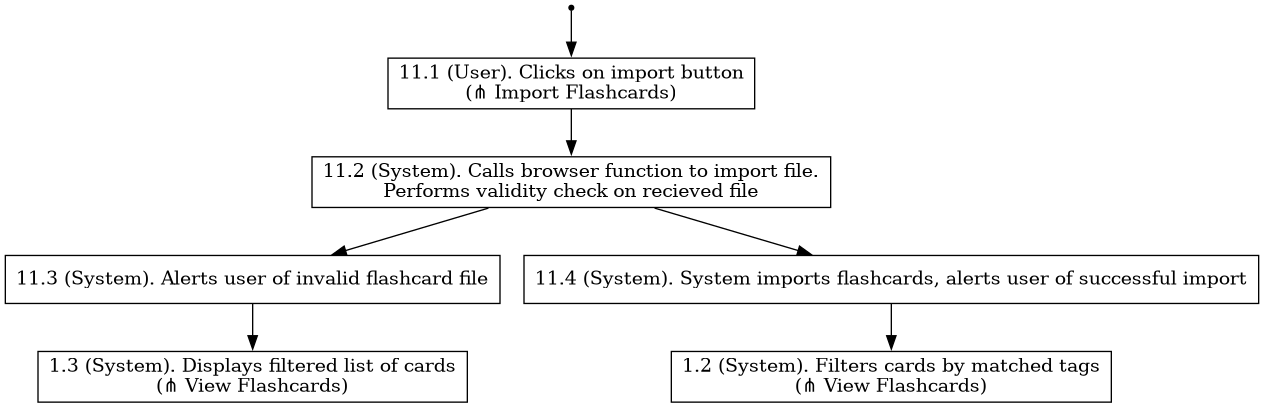 11.1 (User). Clicks on import button
(⋔ Import Flashcards)
11.2 (System). Calls browser function to import file.
Performs validity check on recieved file
11.3 (System). Alerts user of invalid flashcard file
11.4 (System). System imports flashcards, alerts user of successful import
1.3 (System). Displays filtered list of cards
(⋔ View Flashcards)
1.2 (System). Filters cards by matched tags
(⋔ View Flashcards)